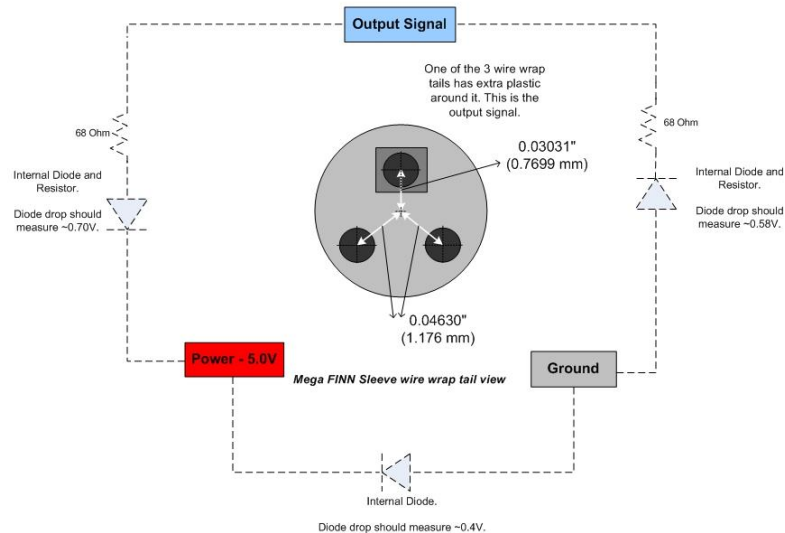 Output Signal
One of the 3 wire wrap
tails has extra plastic
around it. This is the
output signal.
68 Ohm
68 Ohm
0.03031"
(0.7699 mm)
Internal Diode and
Resistor.
Diode drop should
measure ~0.70V.
Internal Diode and
Resistor.
Diode drop should
measure ~0.58V.
0.04630"
(1.176 mm)
Power - 5.0V
Ground
Mega FINN Sleeve wire wrap tail view
Internal Diode.
Diode drop should measure ~0.4V.